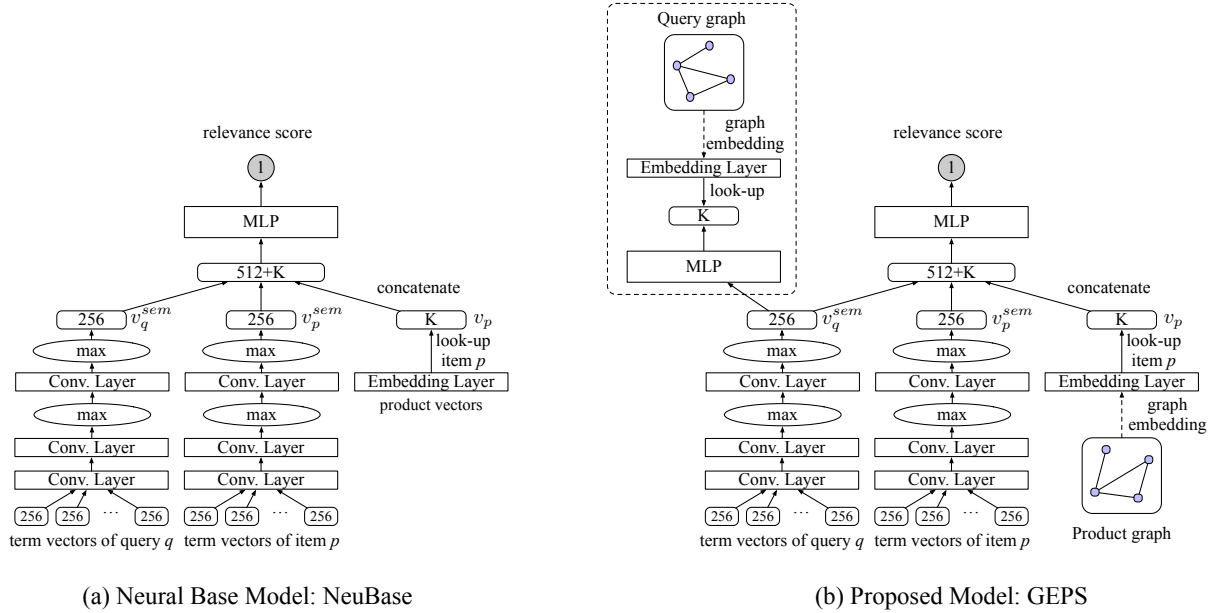 relevance score
1
MLP
512+K
concatenate
256 v_q^{sem}
256 v_p^{sem}
K v_p
max
max
look-up
item p
Conv. Layer
Conv. Layer
Embedding Layer
product vectors
max
max
Conv. Layer
Conv. Layer
Conv. Layer
Conv. Layer
256 256 ... 256
256 256 ... 256
term vectors of query q
term vectors of item p
(a) Neural Base Model: NeuBase
Query graph
graph
embedding
Embedding Layer
look-up
K
MLP
relevance score
1
MLP
512+K
concatenate
256 v_q^{sem}
256 v_p^{sem}
K v_p
max
max
look-up
item p
Conv. Layer
Conv. Layer
Embedding Layer
max
max
graph
embedding
Conv. Layer
Conv. Layer
Conv. Layer
Conv. Layer
256 256 ... 256
256 256 ... 256
term vectors of query q
term vectors of item p
Product graph
(b) Proposed Model: GEPS